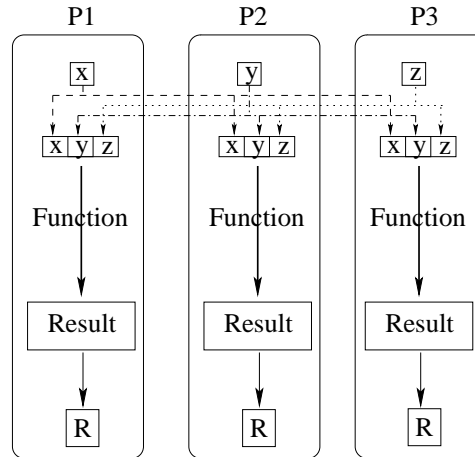 P1 P2 P3
x y z
x y z x y z x y z
Function Function Function
Result Result Result
R R R